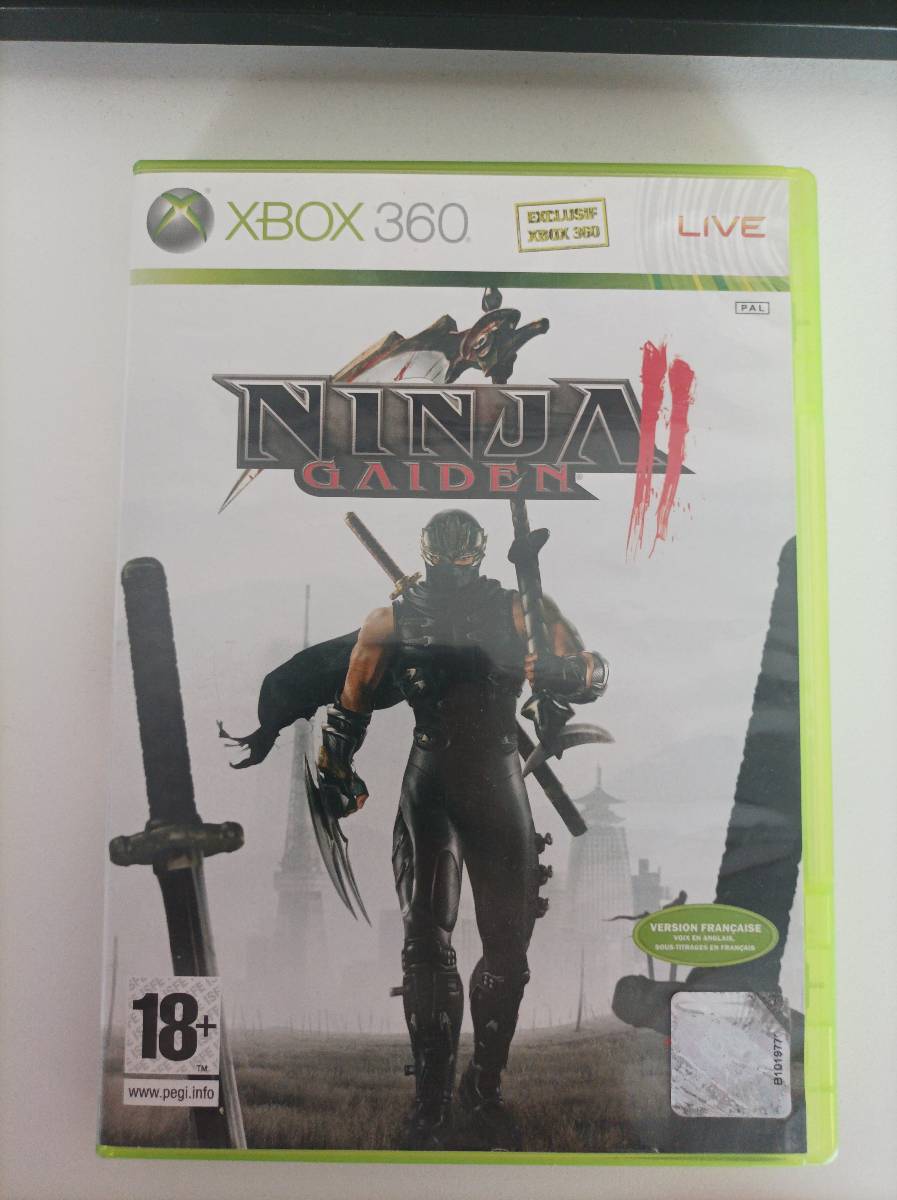 XBOX 360
EXCLUSIF
XBOX 360
LIVE
PAL
NINJA II
GAIDEN
VERSION FRANÇAISE
VOIX EN ANGLAIS,
SOUS-TITRAGES EN FRANÇAIS
18+
TM
www.pegi.info
B101977